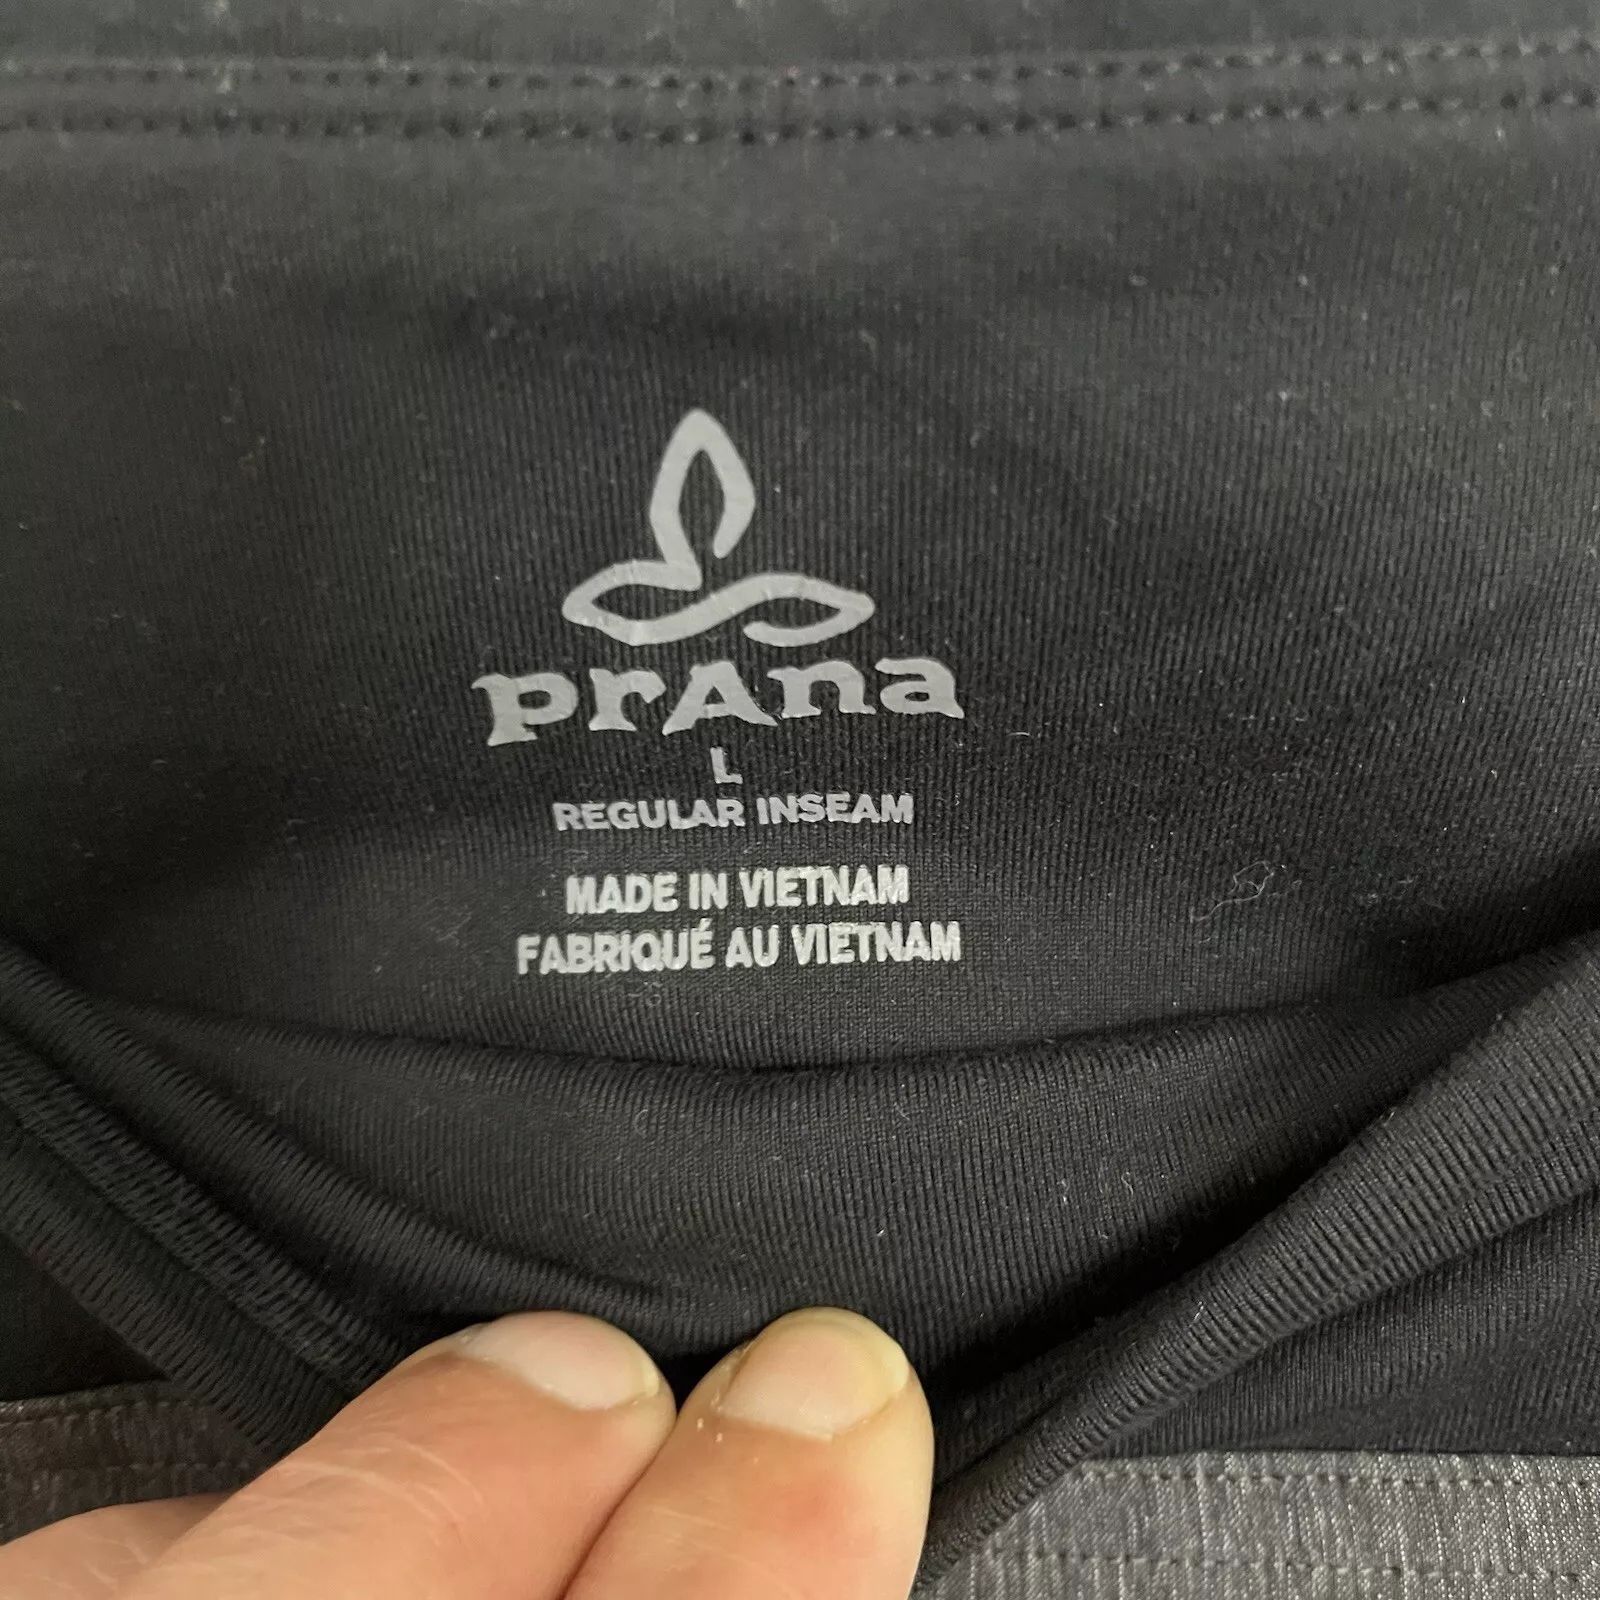 prAna
L
REGULAR INSEAM
MADE IN VIETNAM
FABRIQUÉ AU VIETNAM